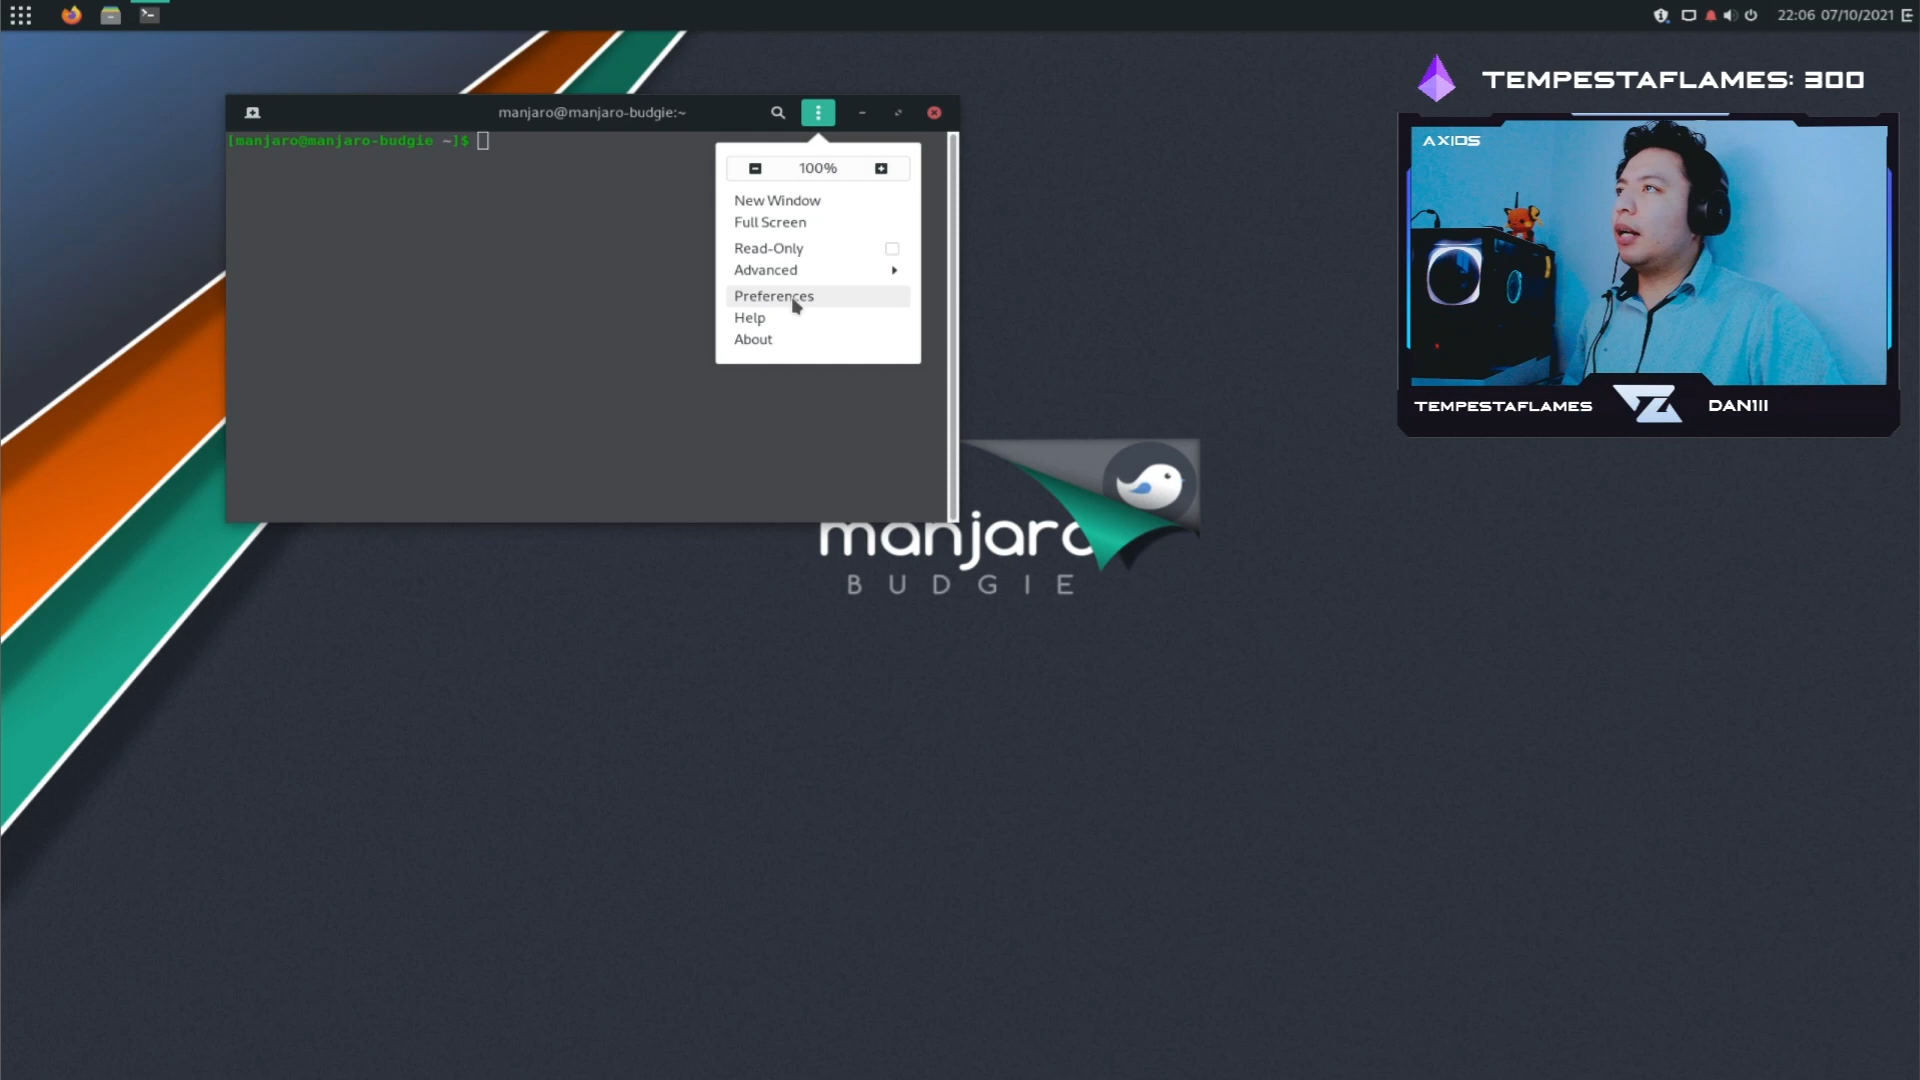 22:06 07/10/2021
TEMPESTAFLAMES: 300
manjaro@manjaro-budgie:~
[manjaro@manjaro-budgie ~]$
100%
New Window
Full Screen
Read-Only
Advanced
Preferences
Help
About
AXIOS
TEMPESTAFLAMES
DAN1II
manjaro
BUDGIE